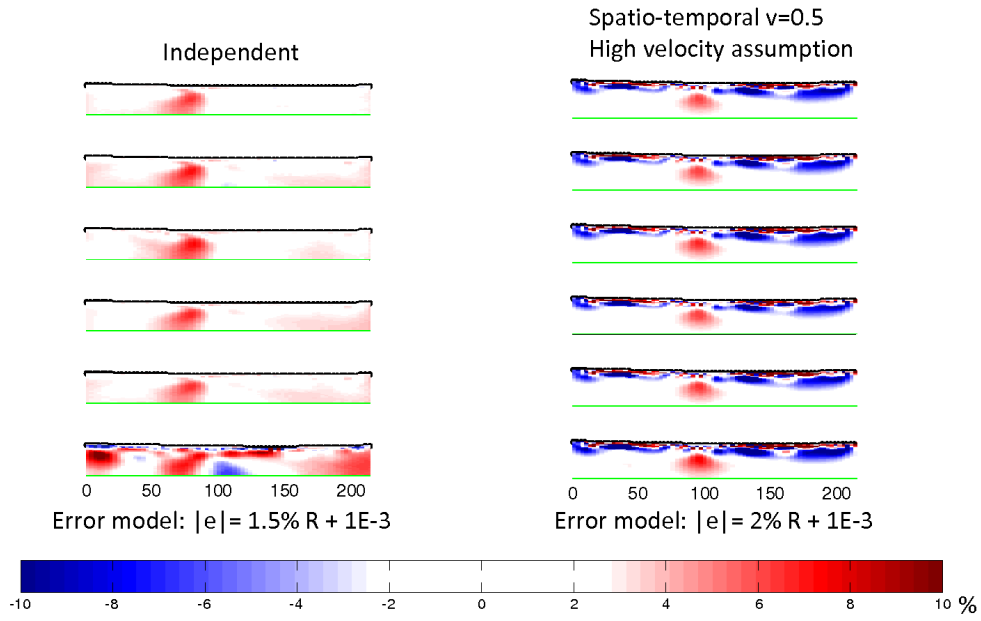 Independent
Spatio-temporal v=0.5
High velocity assumption
0 50 100 150 200
0 50 100 150 200
Error model: |e|= 1.5% R + 1E-3
Error model: |e|= 2% R + 1E-3
-10 -8 -6 -4 -2 0 2 4 6 8 10 %